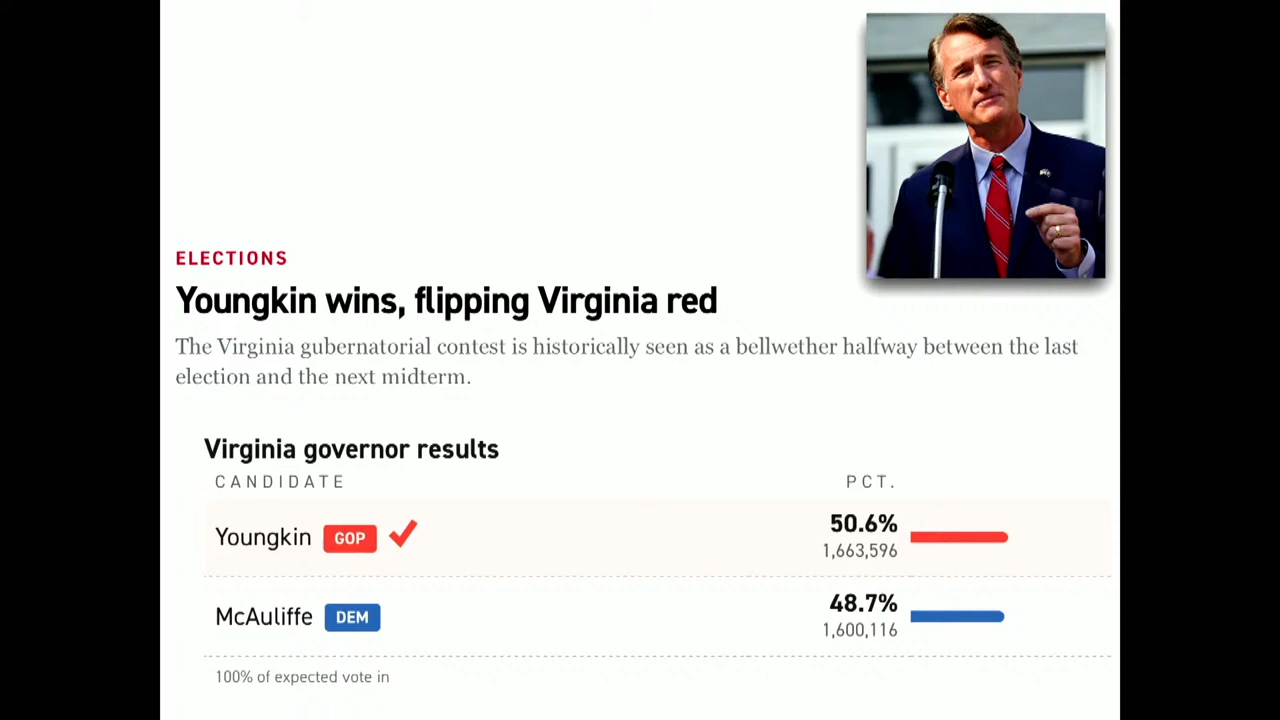 ELECTIONS
Youngkin wins, flipping Virginia red
The Virginia gubernatorial contest is historically seen as a bellwether halfway between the last
election and the next midterm.
Virginia governor results
CANDIDATE PCT.
Youngkin GOP 50.6%
1,663,596
McAuliffe DEM 48.7%
1,600,116
100% of expected vote in